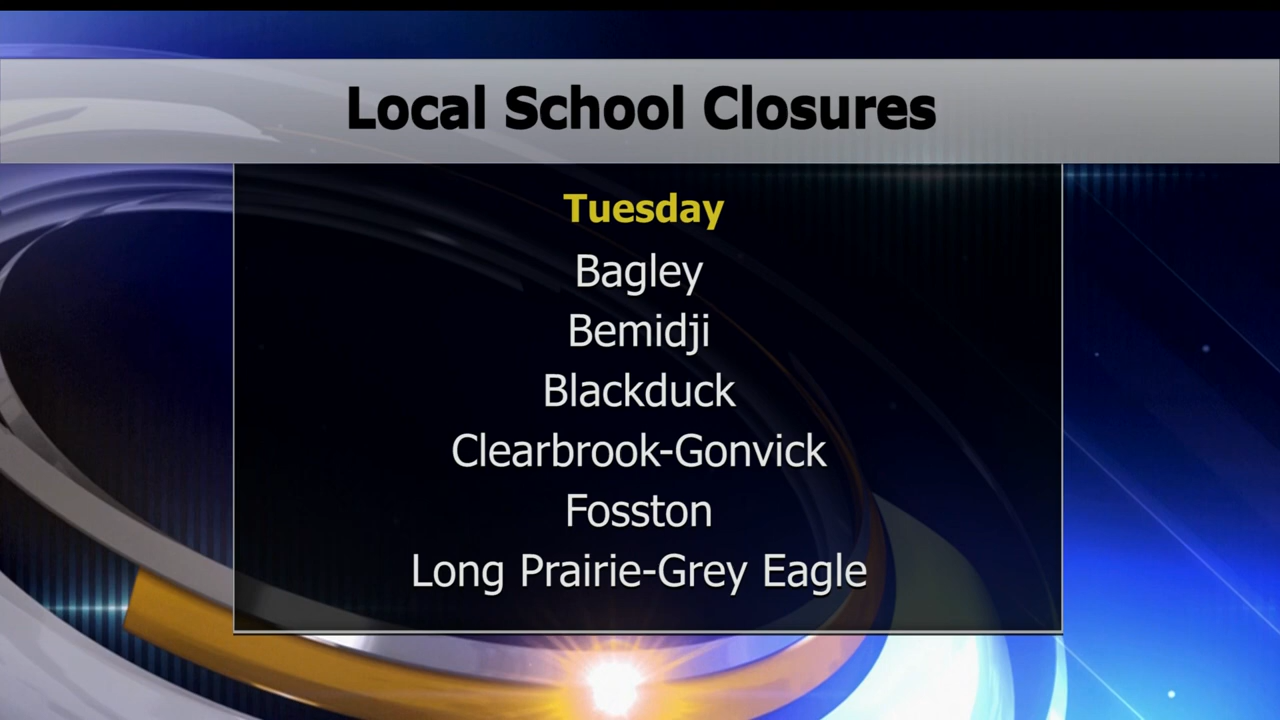 Local School Closures
Tuesday
Bagley
Bemidji
Blackduck
Clearbrook-Gonvick
Fosston
Long Prairie-Grey Eagle